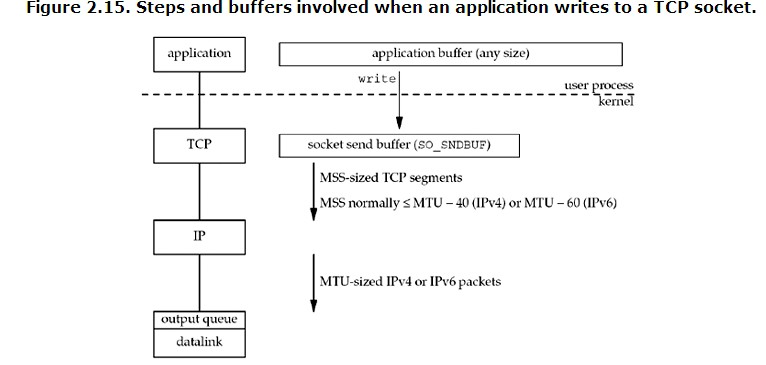 Figure 2.15. Steps and buffers involved when an application writes to a TCP socket.
application
application buffer (any size)
write
user process
kernel
TCP
socket send buffer (SO_SNDBUF)
MSS-sized TCP segments
MSS normally ≤ MTU – 40 (IPv4) or MTU – 60 (IPv6)
IP
MTU-sized IPv4 or IPv6 packets
output queue
datalink